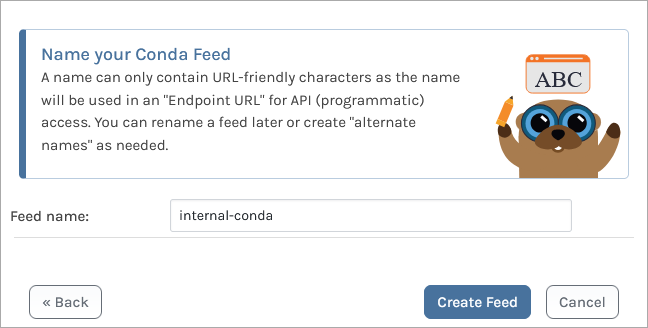 Name your Conda Feed
A name can only contain URL-friendly characters as the name
will be used in an "Endpoint URL" for API (programmatic)
access. You can rename a feed later or create "alternate
names" as needed.
ABC
Feed name:
internal-conda
« Back
Create Feed
Cancel